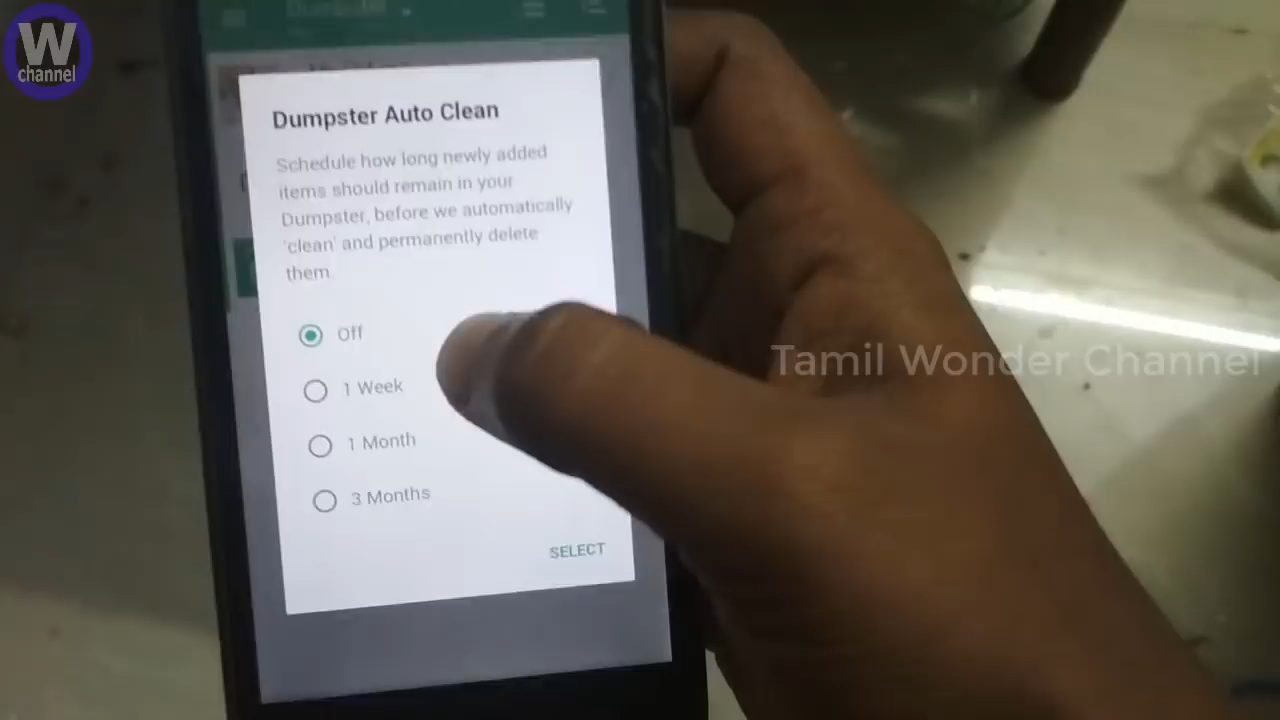 W
channel
Dumpster
Dumpster Auto Clean
Schedule how long newly added
items should remain in your
Dumpster, before we automatically
'clean' and permanently delete
them.
Off
1 Week
1 Month
3 Months
SELECT
Tamil Wonder Channel